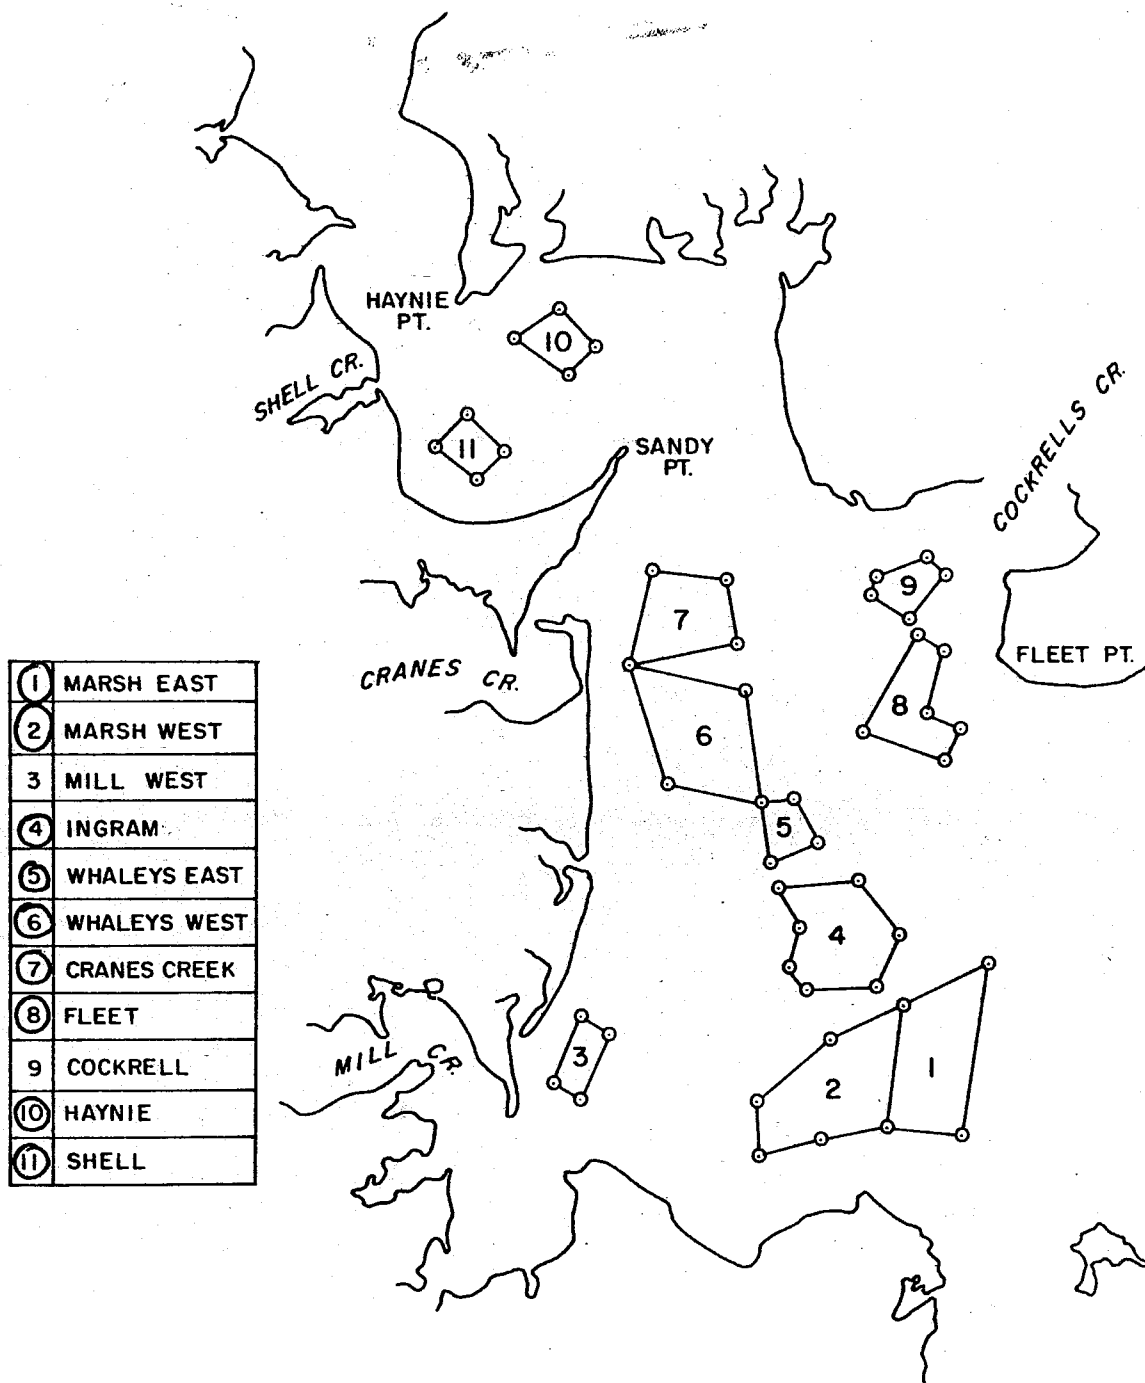 HAYNIE
PT.
10
SHELL CR.
11
SANDY
PT.
COCKRELLS CR.
9
7
CRANES CR.
FLEET PT.
8
6
5
4
3
MILL CR.
2
1
1 MARSH EAST
2 MARSH WEST
3 MILL WEST
4 INGRAM
5 WHALEYS EAST
6 WHALEYS WEST
7 CRANES CREEK
8 FLEET
9 COCKRELL
10 HAYNIE
11 SHELL